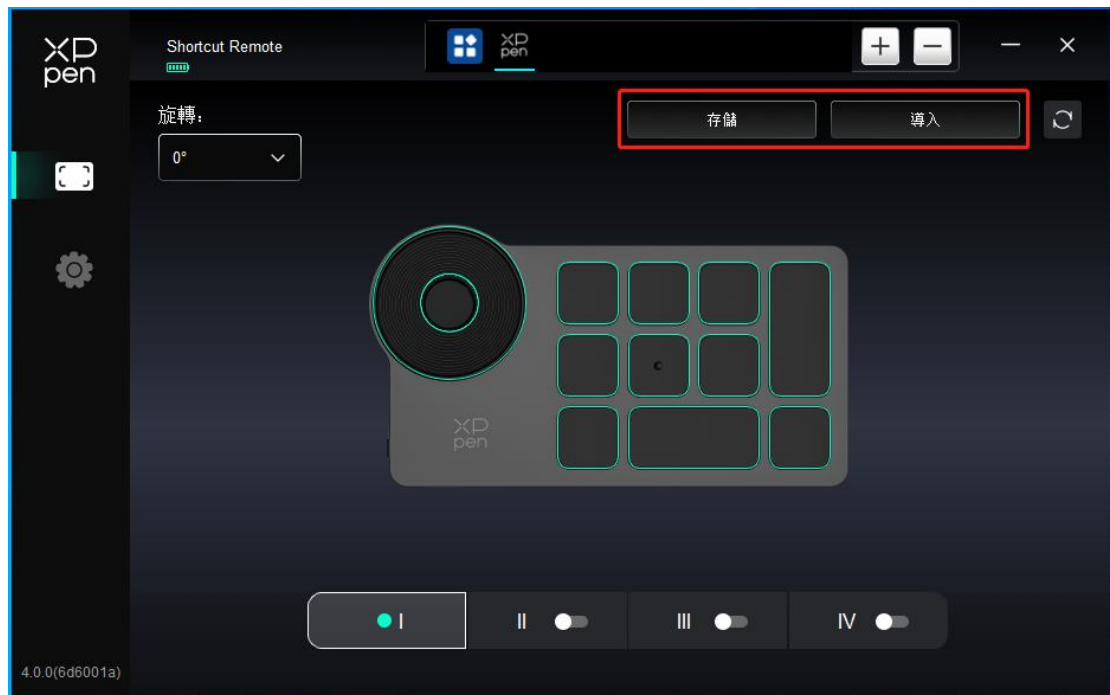 XP
pen
Shortcut Remote
XP
pen
旋轉：
0°
存儲
導入
XP
pen
I
II
III
IV
4.0.0(6d6001a)